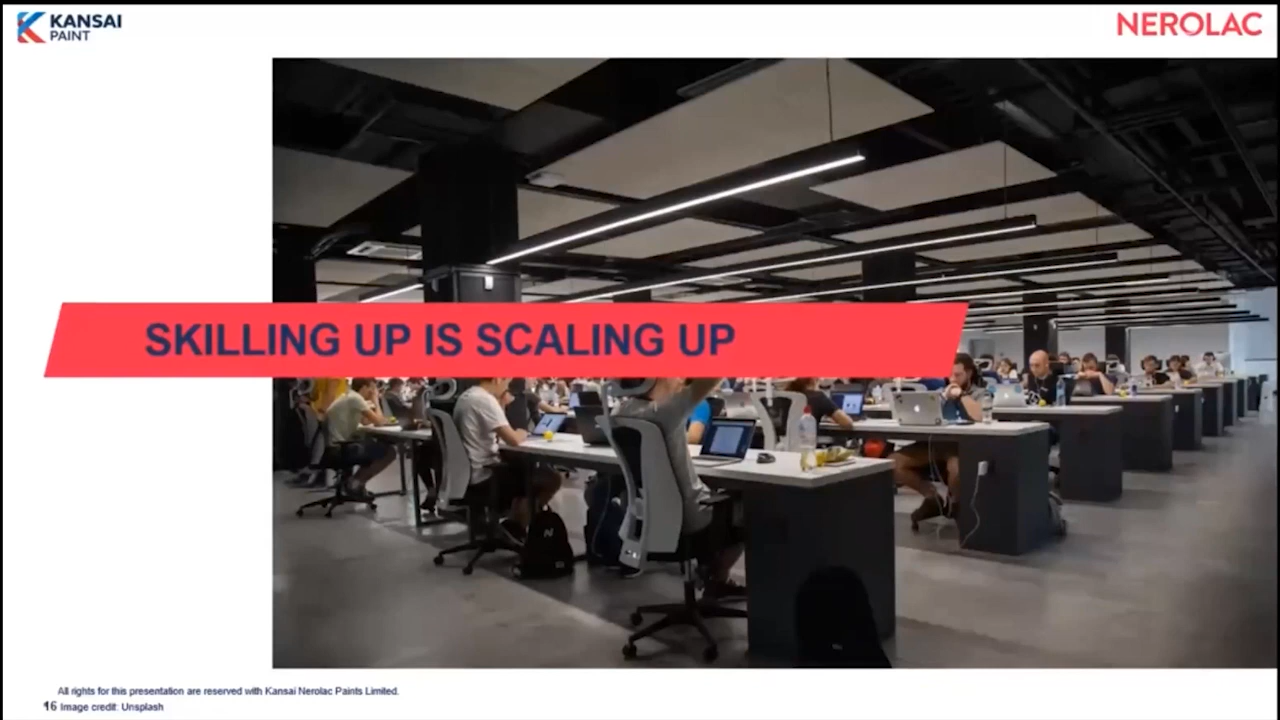 KANSAI
PAINT
NEROLAC
SKILLING UP IS SCALING UP
All rights for this presentation are reserved with Kansai Nerolac Paints Limited.
16 Image credit: Unsplash